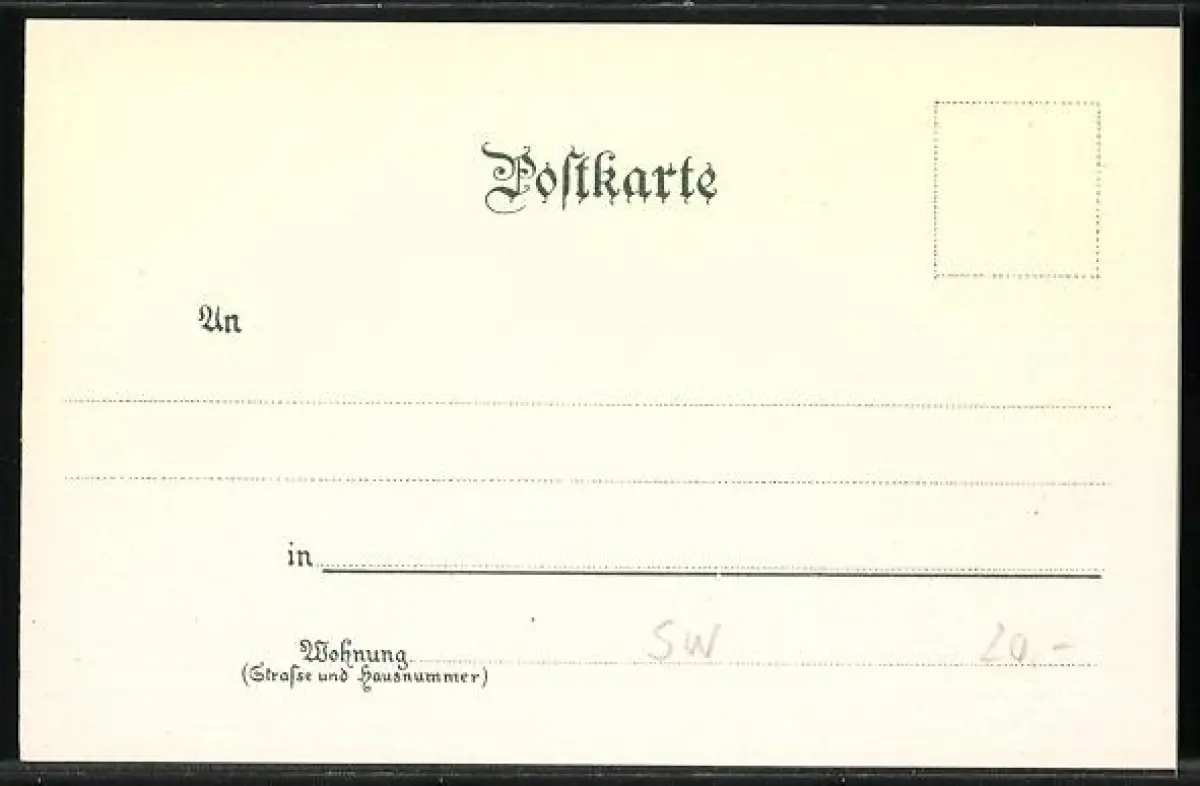 Poſtkarte
An
in
Wohnung
(Straſse und Hausnummer)
SW 20.-